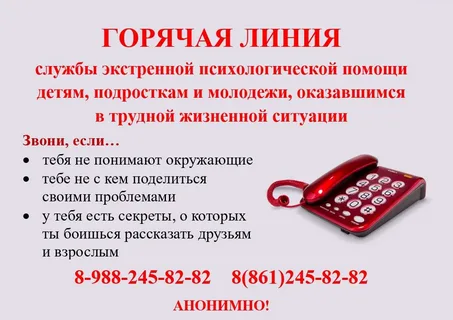 ГОРЯЧАЯ ЛИНИЯ
службы экстренной психологической помощи
детям, подросткам и молодежи, оказавшимся
в трудной жизненной ситуации
Звони, если…
• тебя не понимают окружающие
• тебе не с кем поделиться
своими проблемами
• у тебя есть секреты, о которых
ты боишься рассказать друзьям
и взрослым
8-988-245-82-82 8(861)245-82-82
АНОНИМНО!